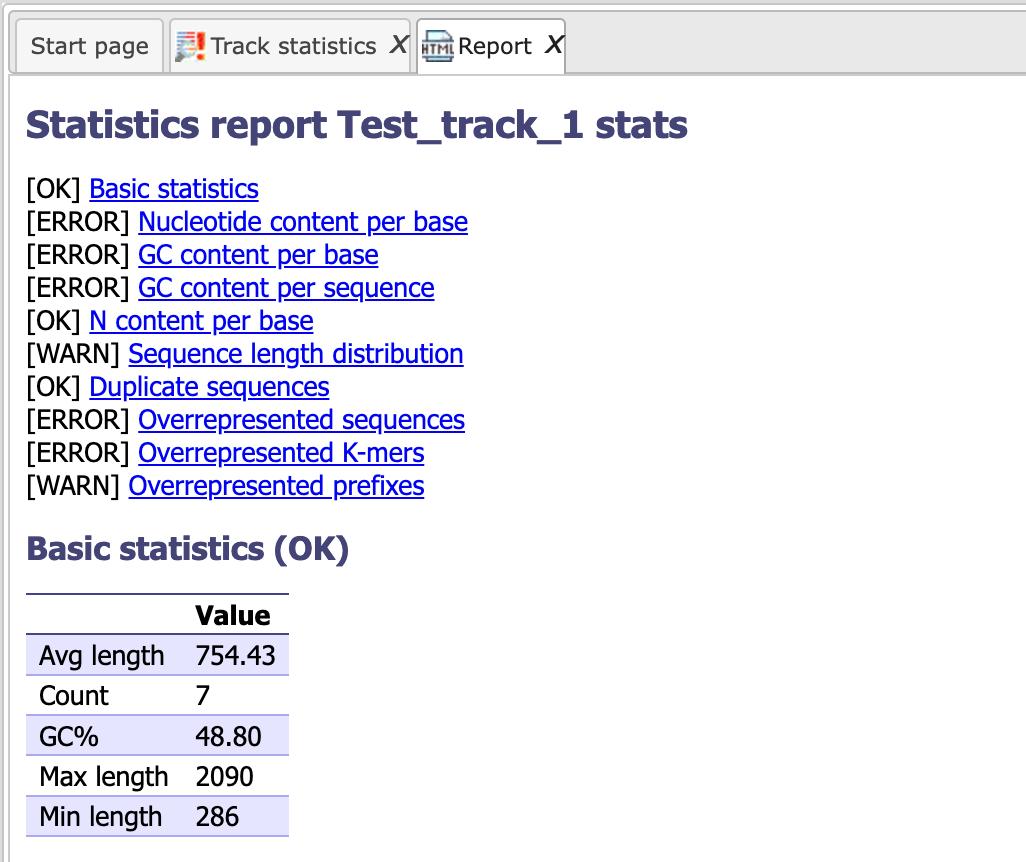 Start page Track statistics X HTML Report X
Statistics report Test_track_1 stats
[OK] Basic statistics
[ERROR] Nucleotide content per base
[ERROR] GC content per base
[ERROR] GC content per sequence
[OK] N content per base
[WARN] Sequence length distribution
[OK] Duplicate sequences
[ERROR] Overrepresented sequences
[ERROR] Overrepresented K-mers
[WARN] Overrepresented prefixes
Basic statistics (OK)
Value
Avg length 754.43
Count 7
GC% 48.80
Max length 2090
Min length 286